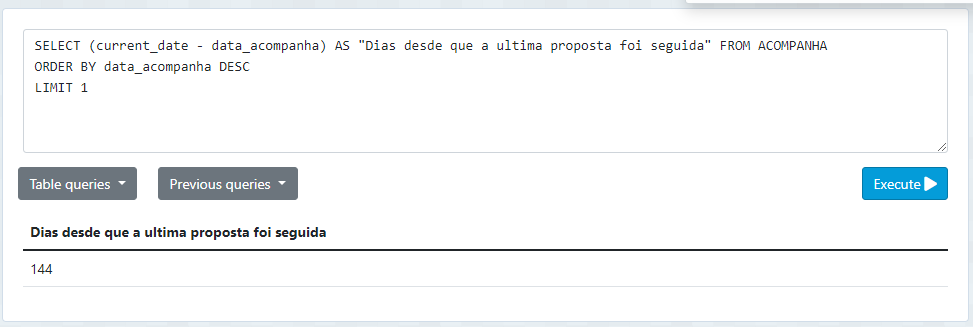 SELECT (current_date - data_acompanha) AS "Dias desde que a ultima proposta foi seguida" FROM ACOMPANHA
ORDER BY data_acompanha DESC
LIMIT 1
Table queries
Previous queries
Execute
Dias desde que a ultima proposta foi seguida
144